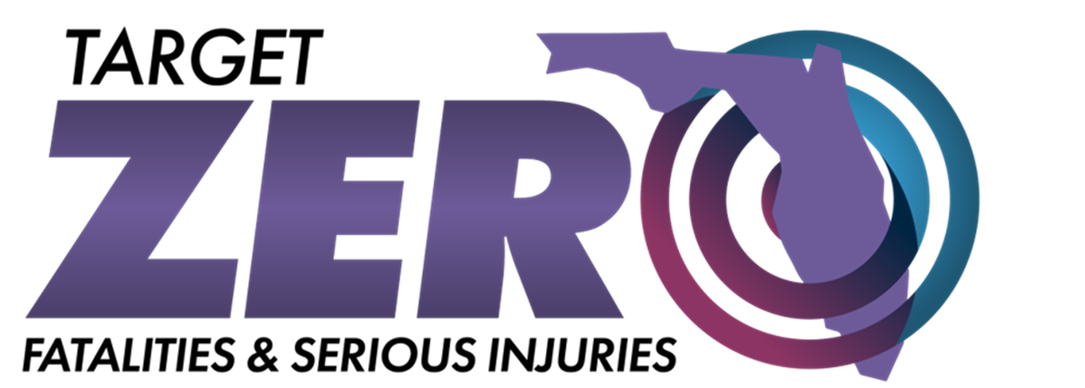 TARGET
ZERO
FATALITIES & SERIOUS INJURIES